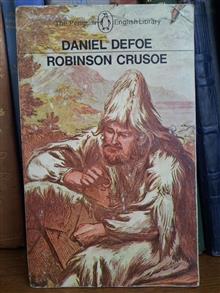 The Penguin English Library
DANIEL DEFOE
ROBINSON CRUSOE